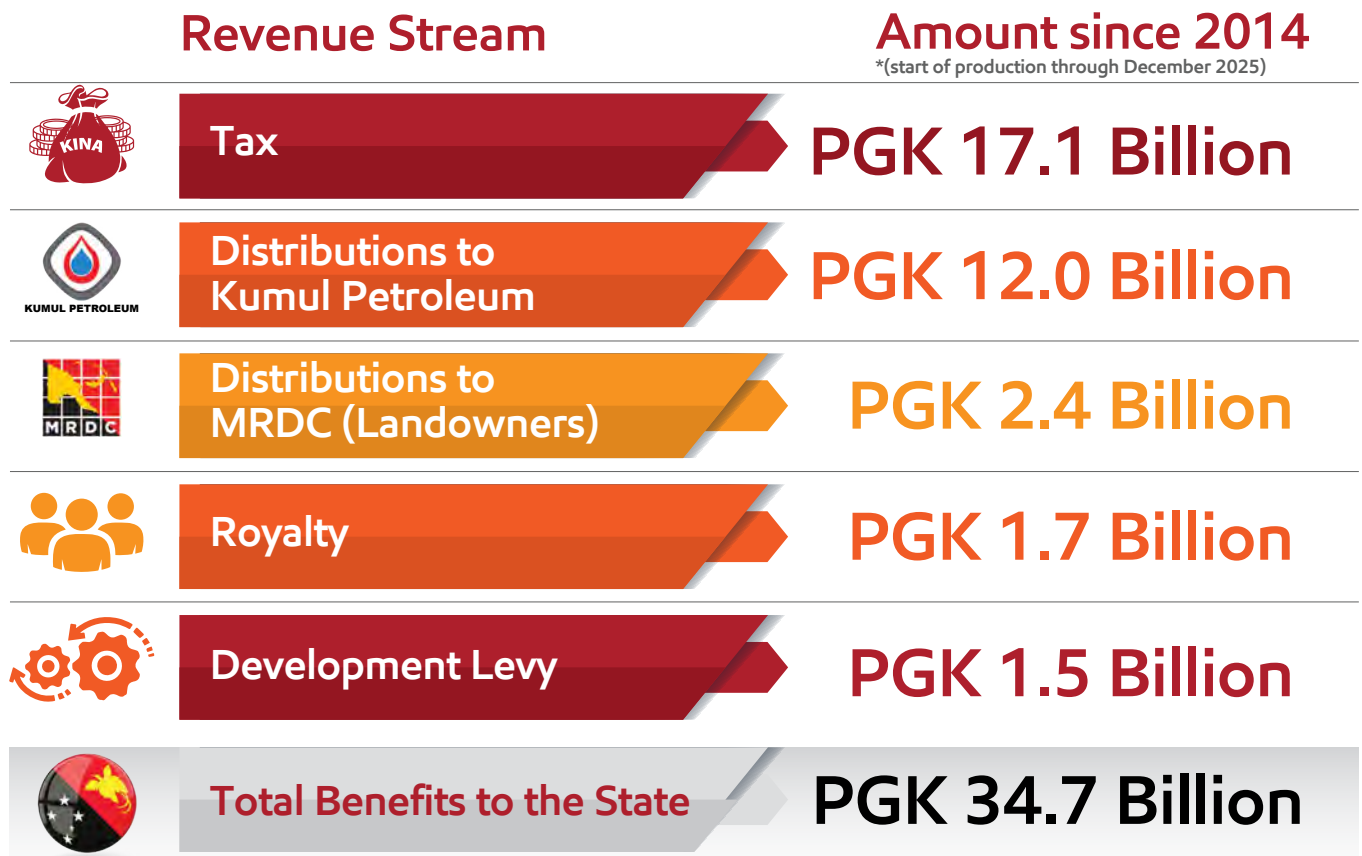 Revenue Stream
Amount since 2014
*(start of production through December 2025)
KINA
Tax
PGK 17.1 Billion
Distributions to
Kumul Petroleum
PGK 12.0 Billion
KUMUL PETROLEUM
Distributions to
MRDC (Landowners)
PGK 2.4 Billion
MRDC
Royalty
PGK 1.7 Billion
Development Levy
PGK 1.5 Billion
Total Benefits to the State
PGK 34.7 Billion